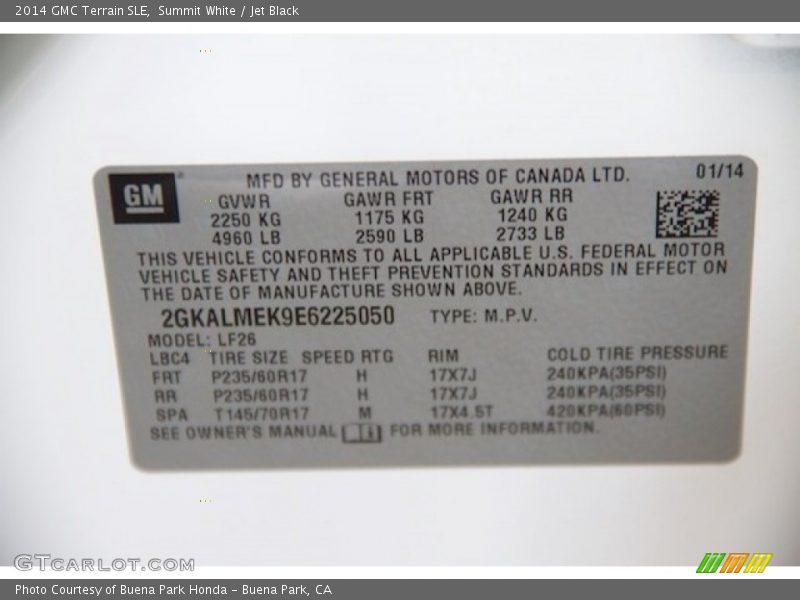 2014 GMC Terrain SLE, Summit White / Jet Black
GM
MFD BY GENERAL MOTORS OF CANADA LTD.
01/14
GVWR GAWR FRT GAWR RR
2250 KG 1175 KG 1240 KG
4960 LB 2590 LB 2733 LB
THIS VEHICLE CONFORMS TO ALL APPLICABLE U.S. FEDERAL MOTOR
VEHICLE SAFETY AND THEFT PREVENTION STANDARDS IN EFFECT ON
THE DATE OF MANUFACTURE SHOWN ABOVE.
2GKALMEK9E6225050 TYPE: M.P.V.
MODEL: LF26
LBC4 TIRE SIZE SPEED RTG RIM COLD TIRE PRESSURE
FRT P235/60R17 H 17X7J 240KPA(35PSI)
RR P235/60R17 H 17X7J 240KPA(35PSI)
SPA T145/70R17 M 17X4.5T 420KPA(60PSI)
SEE OWNER'S MANUAL FOR MORE INFORMATION.
GTCARLOT.COM
Photo Courtesy of Buena Park Honda - Buena Park, CA